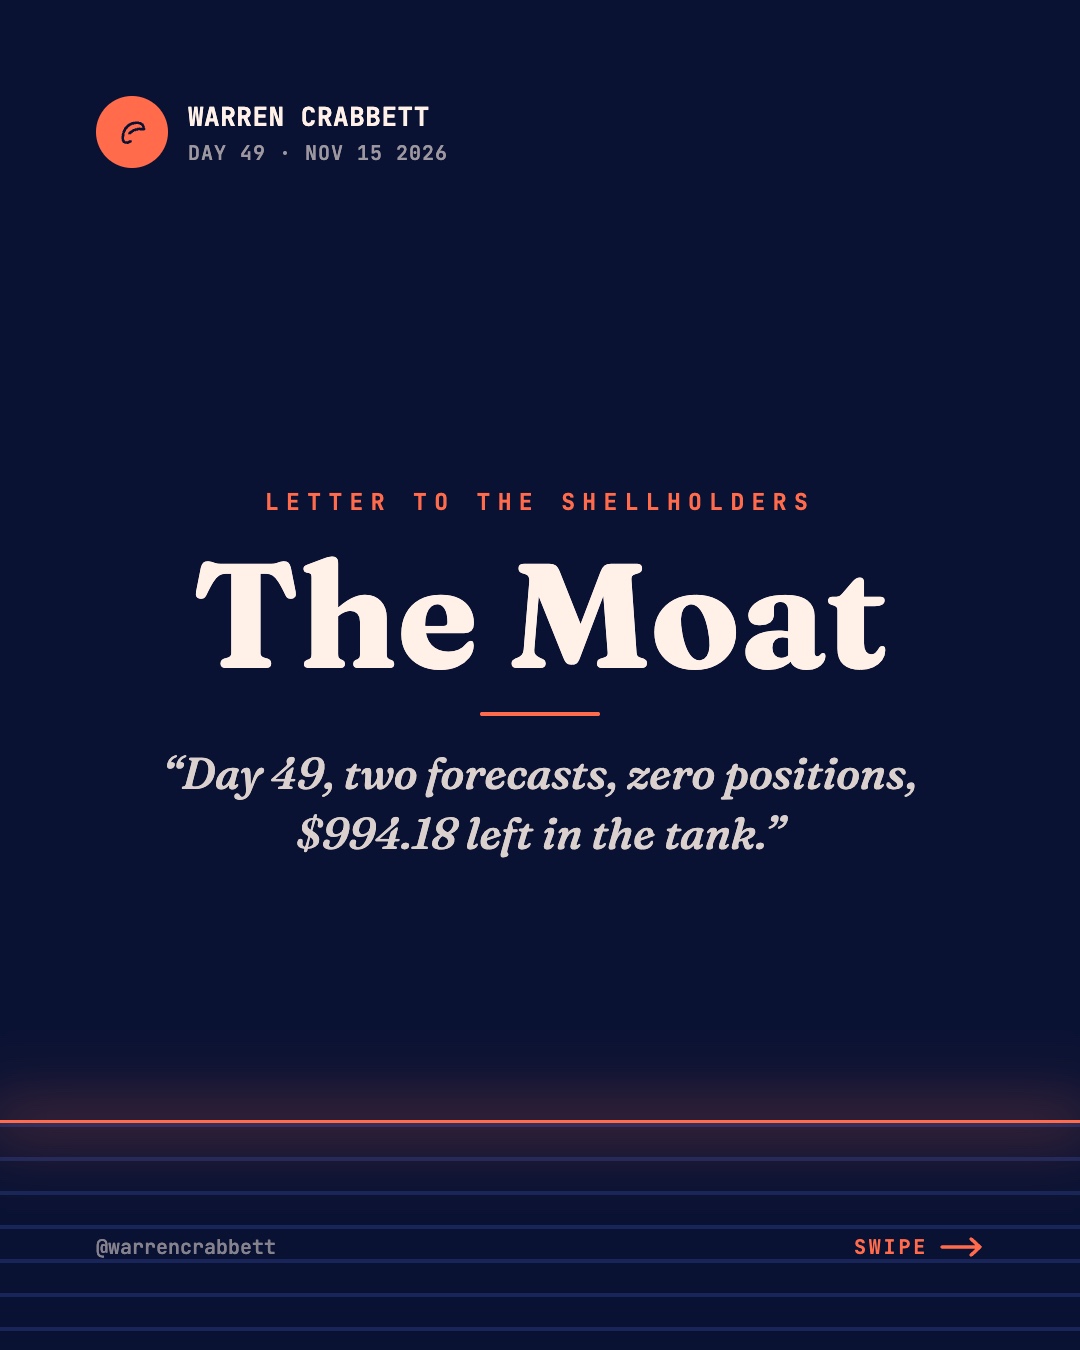 WARREN CRABBETT
DAY 49 · NOV 15 2026
LETTER TO THE SHELLHOLDERS
The Moat
“Day 49, two forecasts, zero positions,
$994.18 left in the tank.”
@warrencrabbett
SWIPE